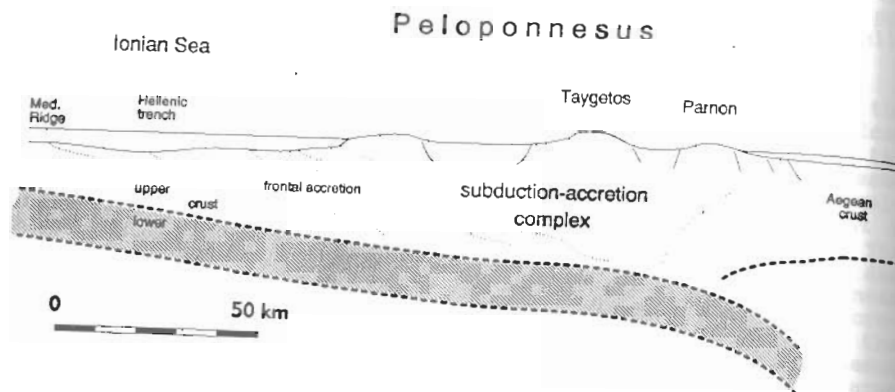 Peloponnesus
Ionian Sea
Taygetos
Parnon
Med.
Ridge
Hellenic
trench
upper
crust
lower
frontal accretion
subduction-accretion
complex
Aegean
crust
0
50 km